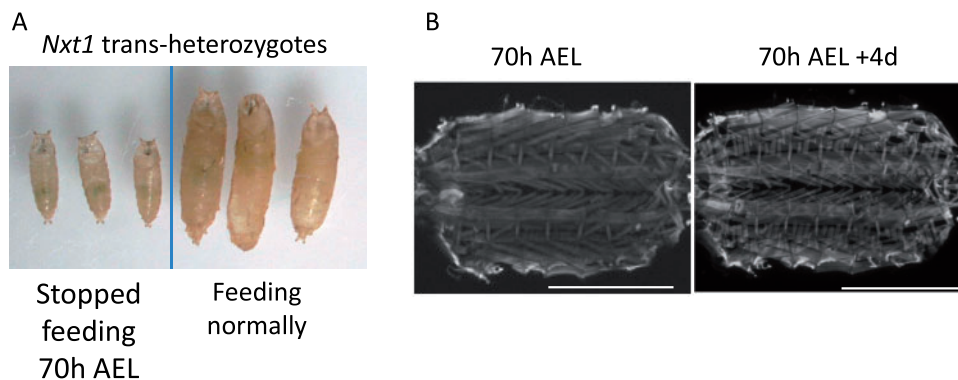 A
Nxt1 trans-heterozygotes
Stopped
feeding
70h AEL
Feeding
normally
B
70h AEL
70h AEL +4d